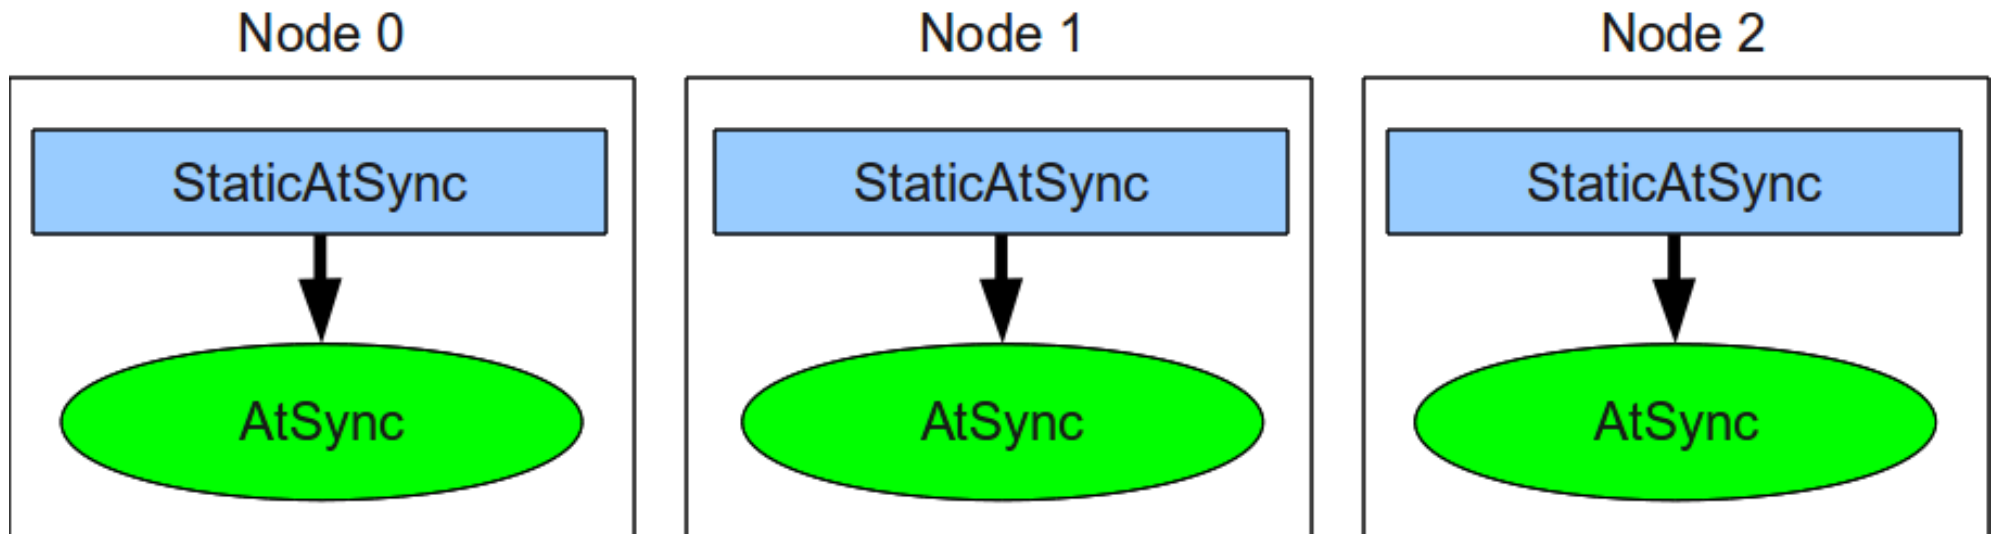 Node 0
Node 1
Node 2
StaticAtSync
StaticAtSync
StaticAtSync
AtSync
AtSync
AtSync